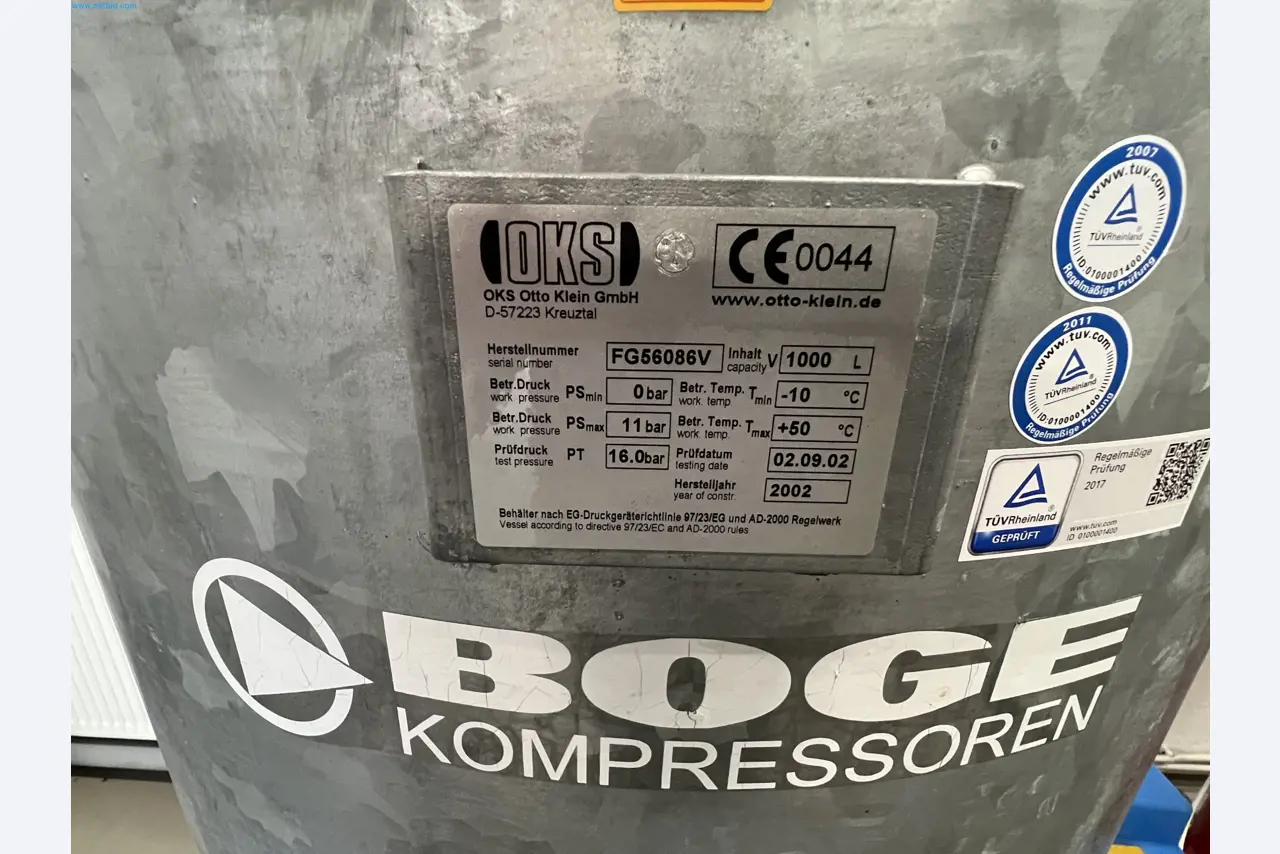 www.netbid.com
OKS
CE 0044
OKS Otto Klein GmbH
D-57223 Kreuztal
www.otto-klein.de
Herstellnummer
serial number
FG56086V
Inhalt
capacity
V
1000 L
Betr.Druck
work. pressure
PSmin
0 bar
Betr. Temp.
work. temp
Tmin
-10 °C
Betr.Druck
work. pressure
PSmax
11 bar
Betr. Temp.
work. temp.
Tmax
+50 °C
Prüfdruck
test pressure
PT
16.0bar
Prüfdatum
testing date
02.09.02
Herstelljahr
year of constr.
2002
Behälter nach EG-Druckgeräterichtlinie 97/23/EG und AD-2000 Regelwerk
Vessel according to directive 97/23/EC and AD-2000 rules
2007
www.tuv.com
TÜVRheinland®
ID:0100001400
Regelmäßige Prüfung
2011
www.tuv.com
TÜVRheinland®
ID:0100001400
Regelmäßige Prüfung
TÜVRheinland®
GEPRÜFT
Regelmäßige
Prüfung
2017
www.tuv.com
ID 0100001400
BOGE
KOMPRESSOREN